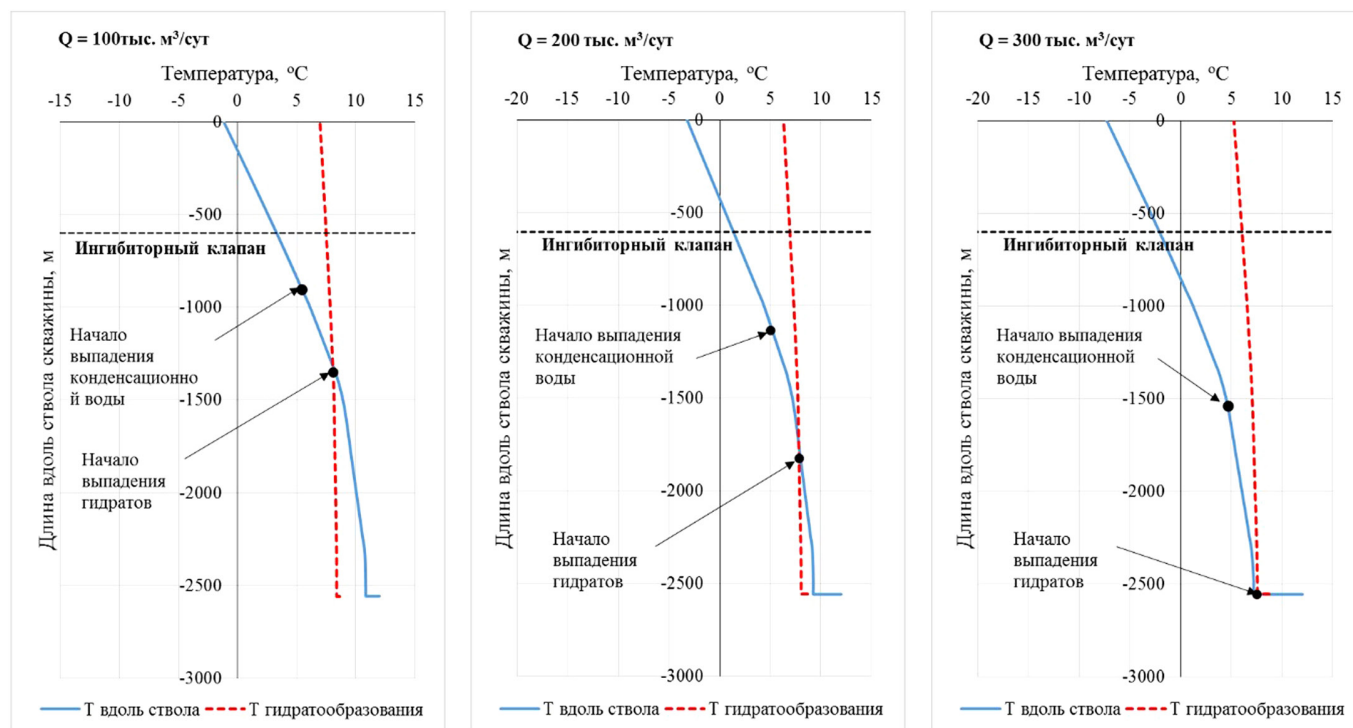 Q = 100тыс. м³/сут
Температура, °C
-15 -10 -5 0 5 10 15
0
-500
-1000
-1500
-2000
-2500
-3000
Длина вдоль ствола скважины, м
Ингибиторный клапан
Начало
выпадения
конденсационно
й воды
Начало
выпадения
гидратов
Т вдоль ствола Т гидратообразования
Q = 200 тыс. м³/сут
Температура, °C
-20 -15 -10 -5 0 5 10 15
0
-500
-1000
-1500
-2000
-2500
-3000
Длина вдоль ствола скважины, м
Ингибиторный клапан
Начало выпадения
конденсационной
воды
Начало
выпадения
гидратов
Т вдоль ствола Т гидратообразования
Q = 300 тыс. м³/сут
Температура, °C
-20 -15 -10 -5 0 5 10 15
0
-500
-1000
-1500
-2000
-2500
-3000
Длина вдоль ствола скважины, м
Ингибиторный клапан
Начало выпадения
конденсационной
воды
Начало
выпадения
гидратов
Т вдоль ствола Т гидратообразования